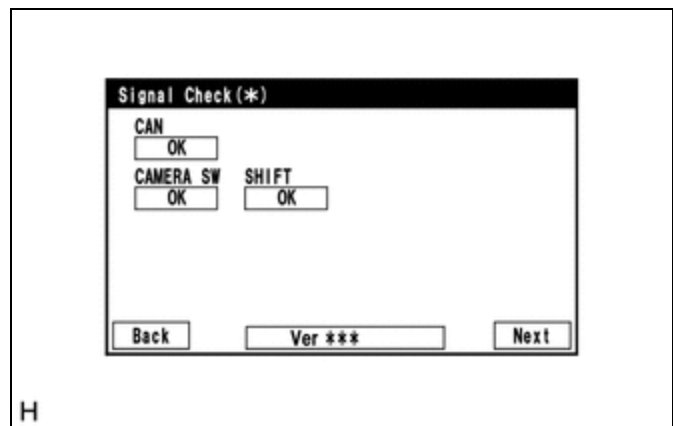 Signal Check(*)
CAN
OK
CAMERA SW SHIFT
OK OK
Back Ver *** Next
H